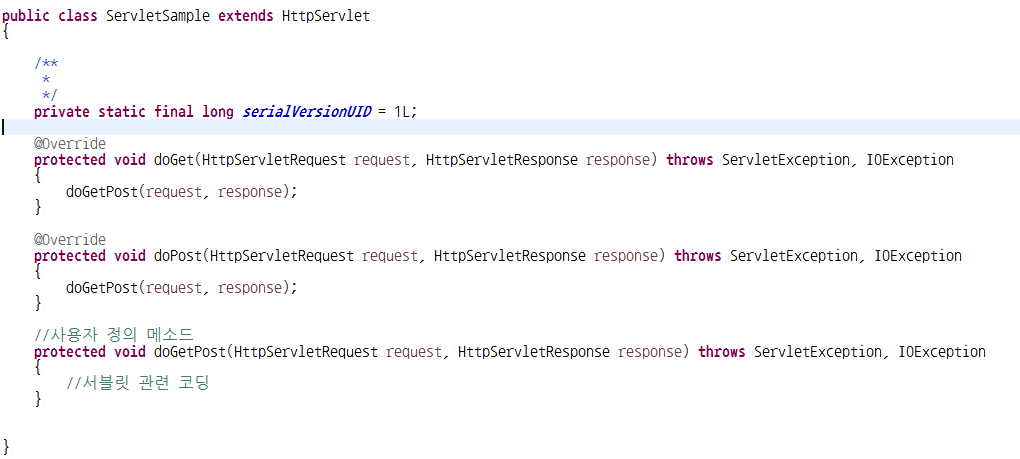 public class ServletSample extends HttpServlet
{
/**
*
*/
private static final long serialVersionUID = 1L;
@Override
protected void doGet(HttpServletRequest request, HttpServletResponse response) throws ServletException, IOException
{
doGetPost(request, response);
}
@Override
protected void doPost(HttpServletRequest request, HttpServletResponse response) throws ServletException, IOException
{
doGetPost(request, response);
}
//사용자 정의 메소드
protected void doGetPost(HttpServletRequest request, HttpServletResponse response) throws ServletException, IOException
{
//서블릿 관련 코딩
}
}